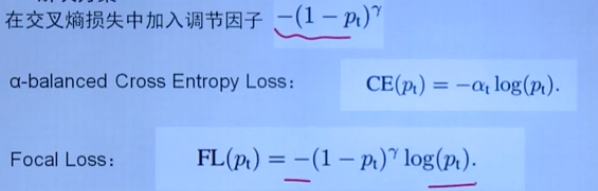 在交叉熵损失中加入调节因子 −(1 − pₜ)^γ
α-balanced Cross Entropy Loss： CE(pₜ) = −αₜ log(pₜ).
Focal Loss： FL(pₜ) = −(1 − pₜ)^γ log(pₜ).